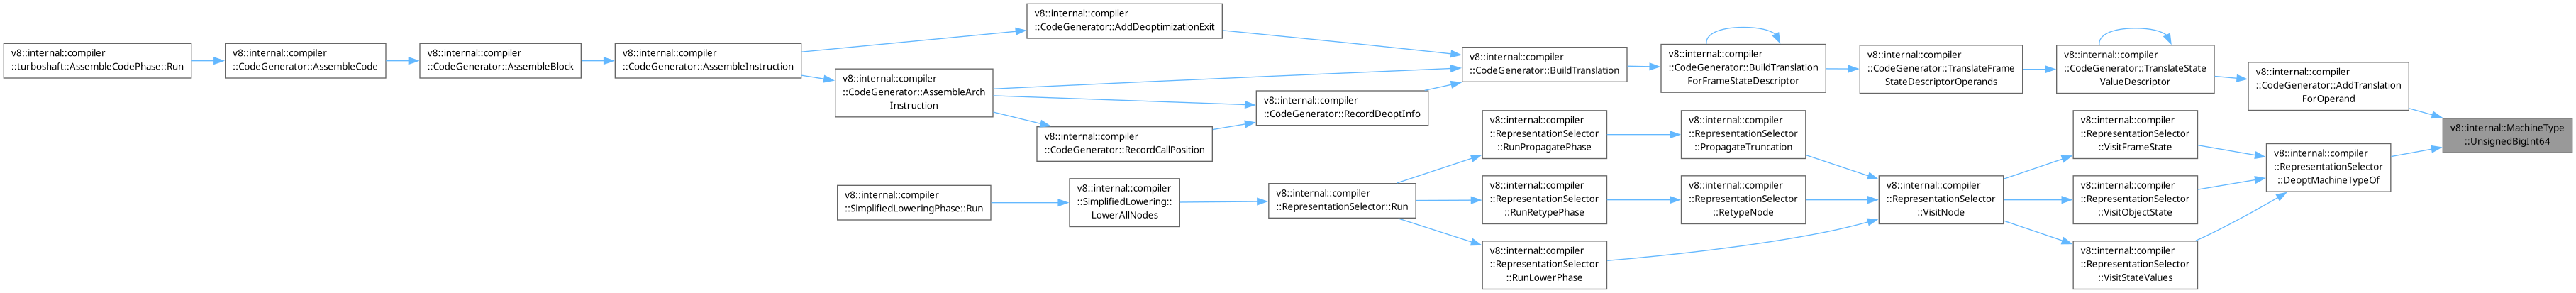 v8::internal::compiler
::turboshaft::AssembleCodePhase::Run
v8::internal::compiler
::CodeGenerator::AssembleCode
v8::internal::compiler
::CodeGenerator::AssembleBlock
v8::internal::compiler
::CodeGenerator::AssembleInstruction
v8::internal::compiler
::CodeGenerator::AddDeoptimizationExit
v8::internal::compiler
::CodeGenerator::AssembleArch
Instruction
v8::internal::compiler
::CodeGenerator::RecordCallPosition
v8::internal::compiler
::CodeGenerator::RecordDeoptInfo
v8::internal::compiler
::CodeGenerator::BuildTranslation
v8::internal::compiler
::CodeGenerator::BuildTranslation
ForFrameStateDescriptor
v8::internal::compiler
::CodeGenerator::TranslateFrame
StateDescriptorOperands
v8::internal::compiler
::CodeGenerator::TranslateState
ValueDescriptor
v8::internal::compiler
::CodeGenerator::AddTranslation
ForOperand
v8::internal::MachineType
::UnsignedBigInt64
v8::internal::compiler
::SimplifiedLoweringPhase::Run
v8::internal::compiler
::SimplifiedLowering::
LowerAllNodes
v8::internal::compiler
::RepresentationSelector::Run
v8::internal::compiler
::RepresentationSelector
::RunPropagatePhase
v8::internal::compiler
::RepresentationSelector
::RunRetypePhase
v8::internal::compiler
::RepresentationSelector
::RunLowerPhase
v8::internal::compiler
::RepresentationSelector
::PropagateTruncation
v8::internal::compiler
::RepresentationSelector
::RetypeNode
v8::internal::compiler
::RepresentationSelector
::VisitNode
v8::internal::compiler
::RepresentationSelector
::VisitFrameState
v8::internal::compiler
::RepresentationSelector
::VisitObjectState
v8::internal::compiler
::RepresentationSelector
::VisitStateValues
v8::internal::compiler
::RepresentationSelector
::DeoptMachineTypeOf